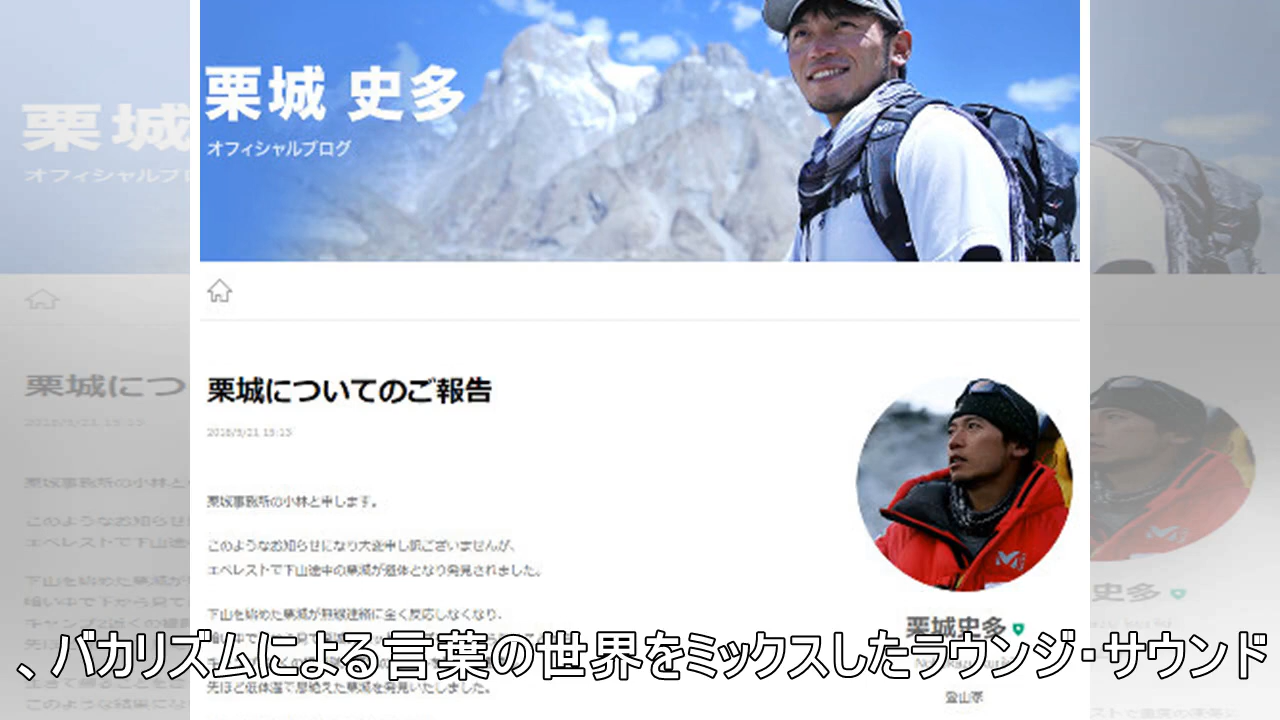 栗城 史多
オフィシャルブログ
栗城についてのご報告
栗城事務所の小林と申します。
このようなお知らせになり大変申し訳ございませんが、
エベレストで下山途中の栗城が遺体となり発見されました。
下山を始めた栗城が無線連絡に全く反応しなくなり、
栗城史多
、バカリズムによる言葉の世界をミックスしたラウンジ・サウンド
先ほど低体温で息絶えた栗城を発見いたしました。
登山家